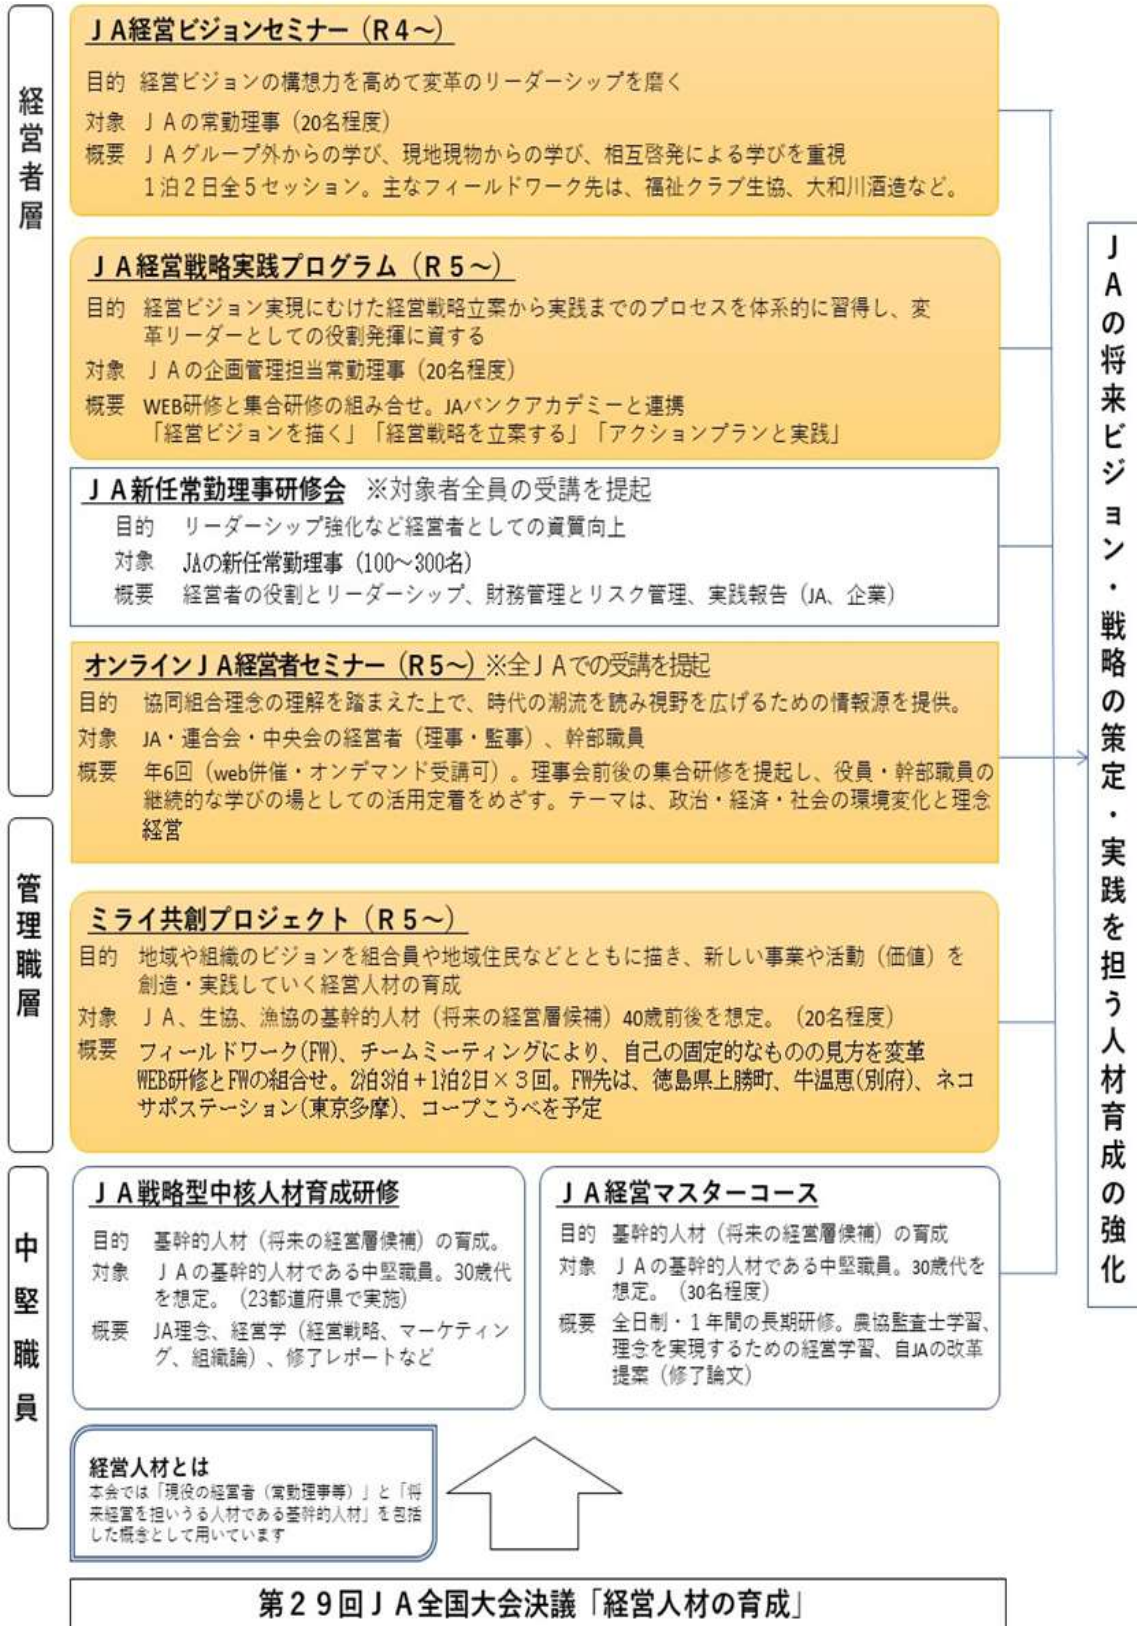 経営者層
JA経営ビジョンセミナー(R4～)
目的 経営ビジョンの構想力を高めて変革のリーダーシップを磨く
対象 JAの常勤理事(20名程度)
概要 JAグループ外からの学び、現地現物からの学び、相互啓発による学びを重視
1泊2日全5セッション。主なフィールドワーク先は、福祉クラブ生協、大和川酒造など。
JA経営戦略実践プログラム(R5～)
目的 経営ビジョン実現にむけた経営戦略立案から実践までのプロセスを体系的に習得し、変
革リーダーとしての役割発揮に資する
対象 JAの企画管理担当常勤理事(20名程度)
概要 WEB研修と集合研修の組み合せ。JAバンクアカデミーと連携
「経営ビジョンを描く」「経営戦略を立案する」「アクションプランと実践」
JA新任常勤理事研修会 ※対象者全員の受講を提起
目的 リーダーシップ強化など経営者としての資質向上
対象 JAの新任常勤理事(100～300名)
概要 経営者の役割とリーダーシップ、財務管理とリスク管理、実践報告(JA、企業)
オンラインJA経営者セミナー(R5～)※全JAでの受講を提起
目的 協同組合理念の理解を踏まえた上で、時代の潮流を読み視野を広げるための情報源を提供。
対象 JA・連合会・中央会の経営者(理事・監事)、幹部職員
概要 年6回(web併催・オンデマンド受講可)。理事会前後の集合研修を提起し、役員・幹部職員の
継続的な学びの場としての活用定着をめざす。テーマは、政治・経済・社会の環境変化と理念
経営
管理職層
ミライ共創プロジェクト(R5～)
目的 地域や組織のビジョンを組合員や地域住民などとともに描き、新しい事業や活動(価値)を
創造・実践していく経営人材の育成
対象 JA、生協、漁協の基幹的人材(将来の経営層候補)40歳前後を想定。(20名程度)
概要 フィールドワーク(FW)、チームミーティングにより、自己の固定的なものの見方を変革
WEB研修とFWの組合せ。2泊3泊+1泊2日×3回。FW先は、徳島県上勝町、牛温恵(別府)、ネコ
サポステーション(東京多摩)、コープこうべを予定
中堅職員
JA戦略型中核人材育成研修
目的 基幹的人材(将来の経営層候補)の育成。
対象 JAの基幹的人材である中堅職員。30歳代
を想定。(23都道府県で実施)
概要 JA理念、経営学(経営戦略、マーケティン
グ、組織論)、修了レポートなど
JA経営マスターコース
目的 基幹的人材(将来の経営層候補)の育成
対象 JAの基幹的人材である中堅職員。30歳代を
想定。(30名程度)
概要 全日制・1年間の長期研修。農協監査士学習、
理念を実現するための経営学習、自JAの改革
提案(修了論文)
経営人材とは
本会では「現役の経営者(常勤理事等)」と「将
来経営を担いうる人材である基幹的人材」を包括
した概念として用いています
第29回JA全国大会決議「経営人材の育成」
JAの将来ビジョン・戦略の策定・実践を担う人材育成の強化